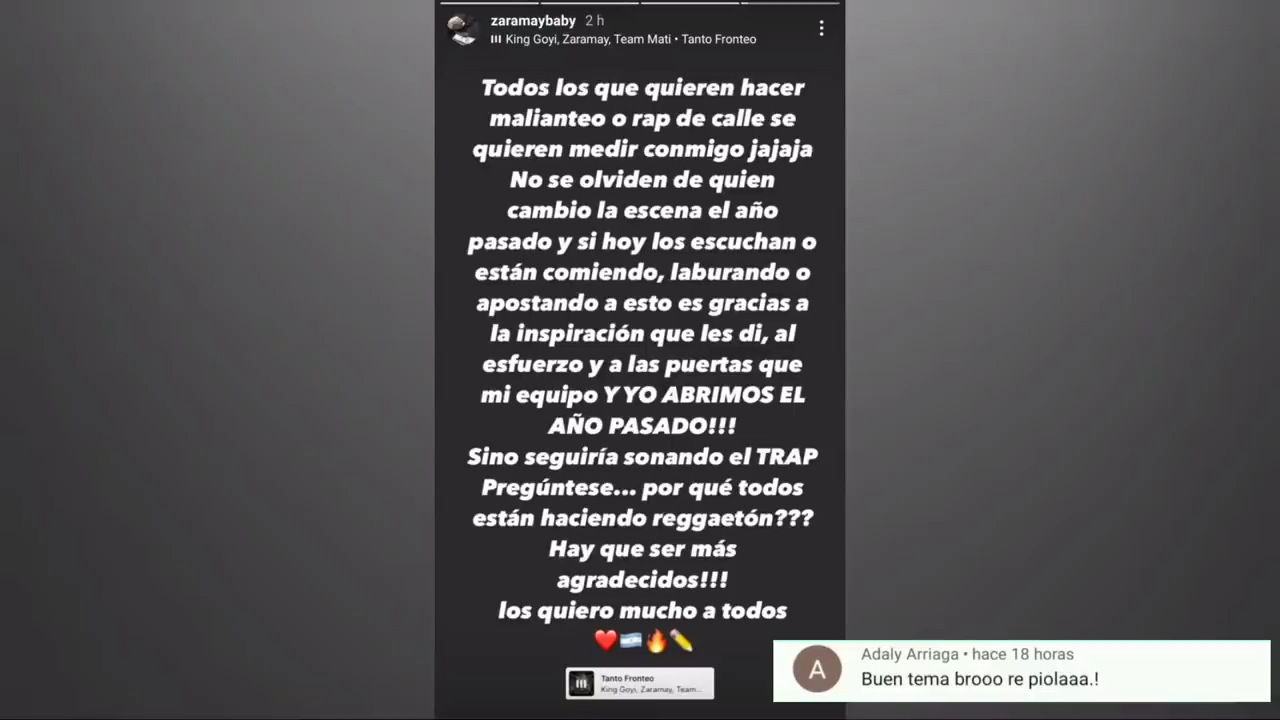 zaramaybaby 2 h
King Goyi, Zaramay, Team Mati • Tanto Fronteo
Todos los que quieren hacer
malianteo o rap de calle se
quieren medir conmigo jajaja
No se olviden de quien
cambio la escena el año
pasado y si hoy los escuchan o
están comiendo, laburando o
apostando a esto es gracias a
la inspiración que les di, al
esfuerzo y a las puertas que
mi equipo Y YO ABRIMOS EL
AÑO PASADO!!!
Sino seguiría sonando el TRAP
Pregúntese... por qué todos
están haciendo reggaetón???
Hay que ser más
agradecidos!!!
los quiero mucho a todos
❤️🇦🇷🔥✏️
Tanto Fronteo
King Goyi, Zaramay, Team...
A
Adaly Arriaga • hace 18 horas
Buen tema brooo re piolaaa.!